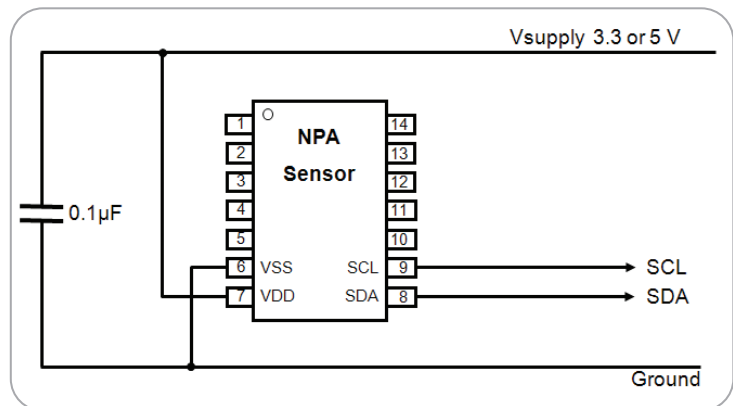 Vsupply 3.3 or 5 V
1 14
NPA
2 13
Sensor
3 12
4 11
0.1µF
5 10
6 VSS SCL 9 SCL
7 VDD SDA 8 SDA
Ground